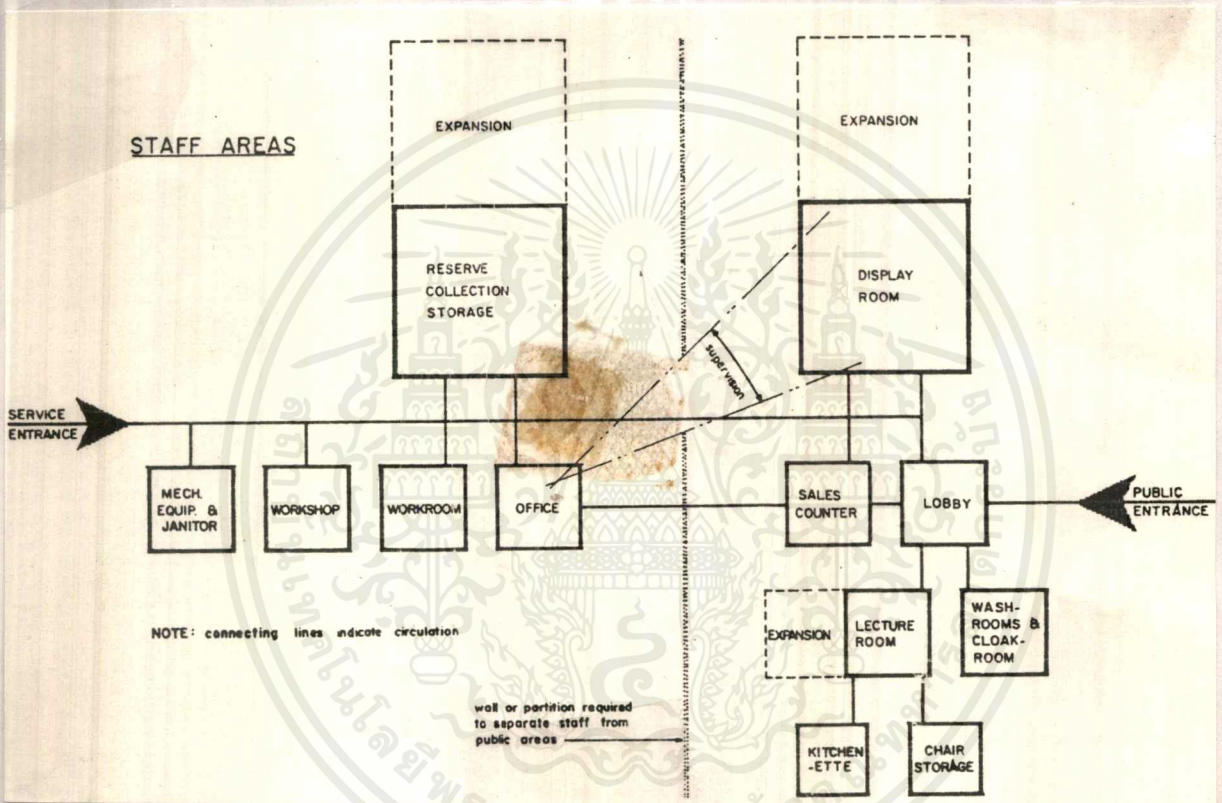 STAFF AREAS
EXPANSION
EXPANSION
RESERVE
COLLECTION
STORAGE
DISPLAY
ROOM
supervision
SERVICE
ENTRANCE
MECH.
EQUIP. &
JANITOR
WORKSHOP
WORKROOM
OFFICE
SALES
COUNTER
LOBBY
PUBLIC
ENTRANCE
NOTE: connecting lines indicate circulation
EXPANSION
LECTURE
ROOM
WASH-
ROOMS &
CLOAK-
ROOM
wall or partition required
to separate staff from
public areas
KITCHEN
-ETTE
CHAIR
STORAGE